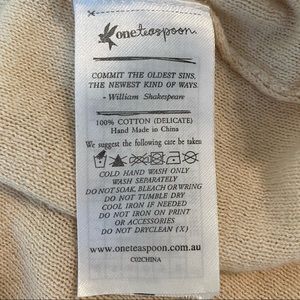 oneteaspoon
COMMIT THE OLDEST SINS,
THE NEWEST KIND OF WAYS.
- William Shakespeare
100% COTTON (DELICATE)
Hand Made in China
We suggest the following care be taken
COLD HAND WASH ONLY
WASH SEPARATELY
DO NOT SOAK, BLEACH OR WRING
DO NOT TUMBLE DRY
COOL IRON IF NEEDED
DO NOT IRON ON PRINT
OR ACCESSORIES
DO NOT DRYCLEAN (X)
www.oneteaspoon.com.au
C02CHINA